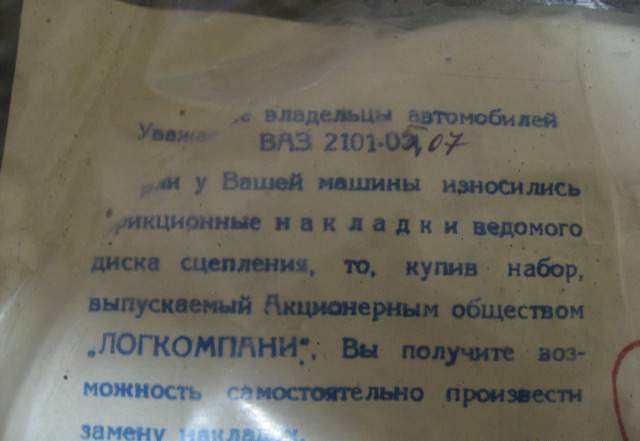 владельцы автомобилей
ВАЗ 2101-05,07
у Вашей машины износились
накладки ведомого
диска сцепления, то, купив набор,
выпускаемый Акционерным обществом
„ЛОГКОМПАНИ". Вы получите воз-
можность самостоятельно произвести
замену накладок.